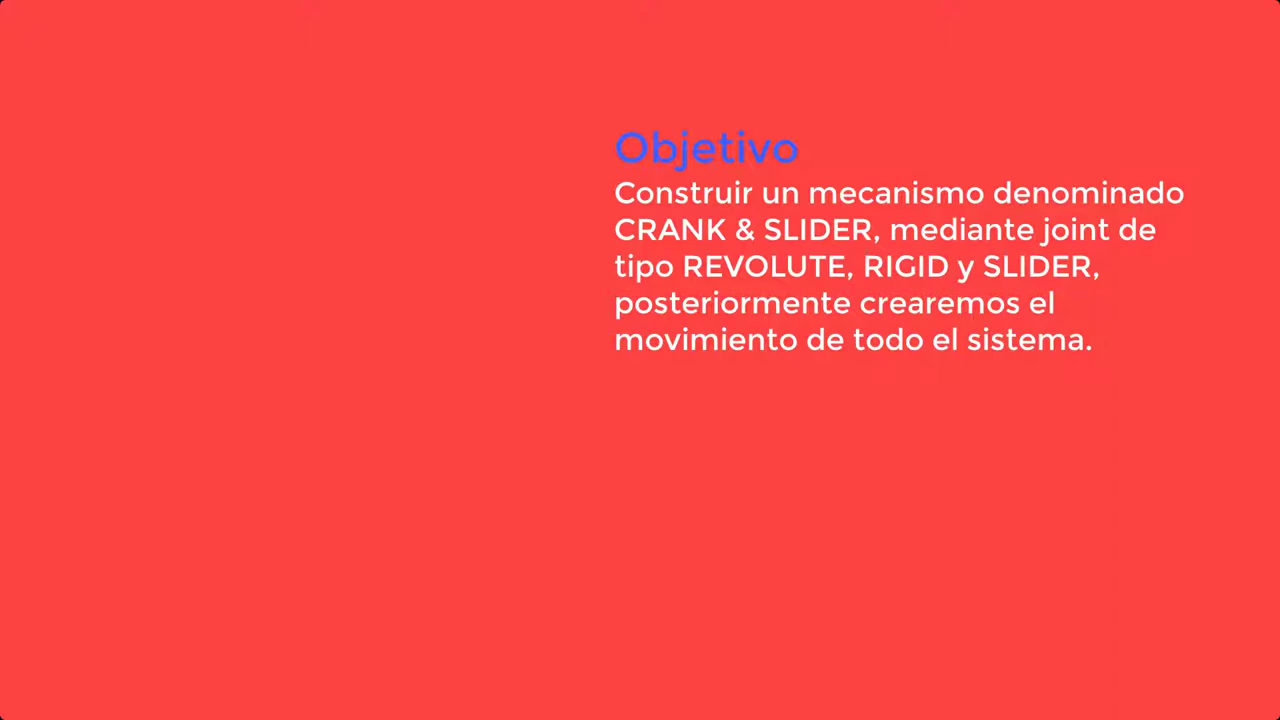 Objetivo
Construir un mecanismo denominado
CRANK & SLIDER, mediante joint de
tipo REVOLUTE, RIGID y SLIDER,
posteriormente crearemos el
movimiento de todo el sistema.